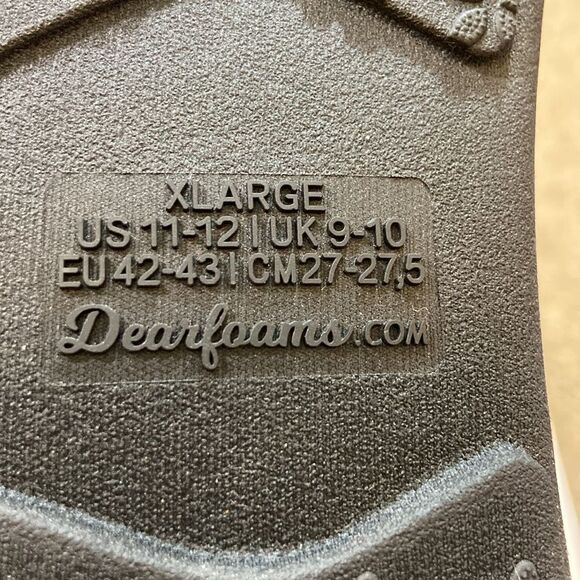 XLARGE
US 11-12 | UK 9-10
EU 42-43 | CM 27-27,5
Dearfoams.COM